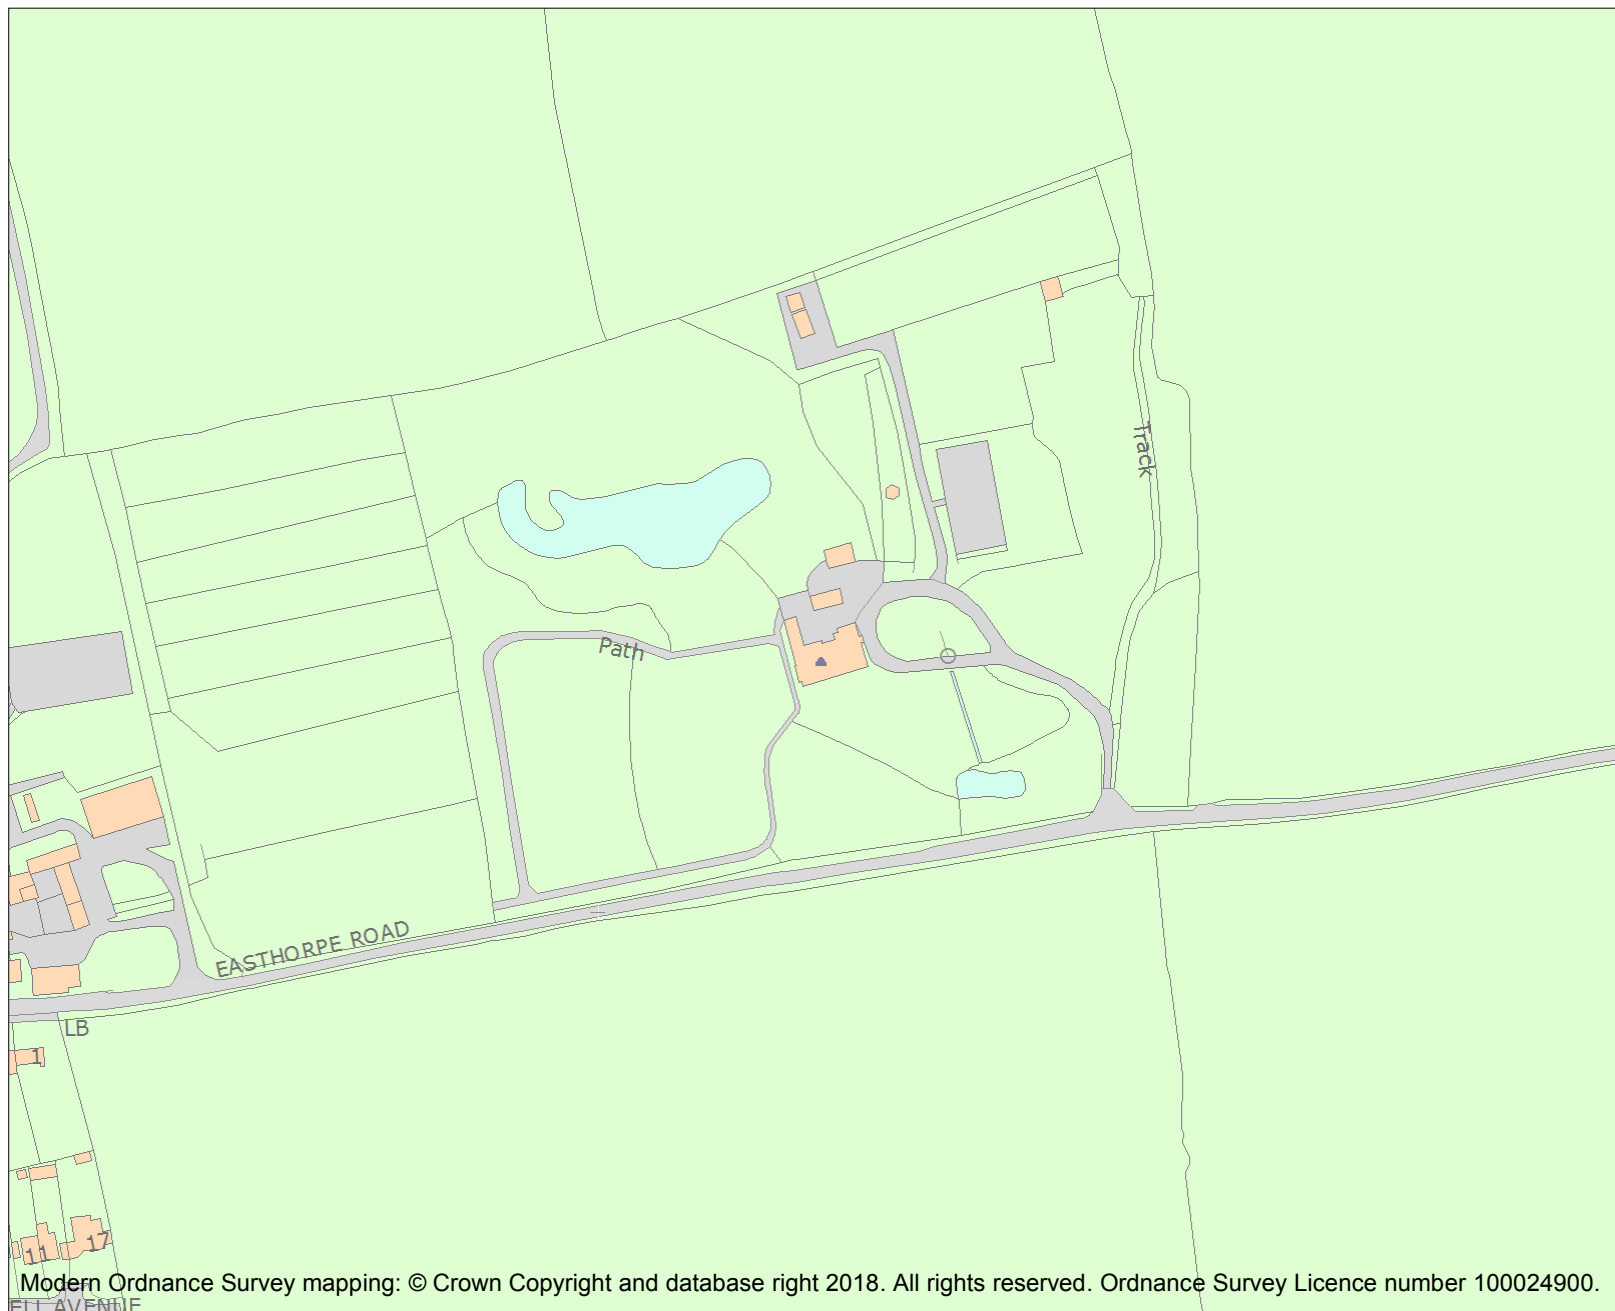 Track
Path
EASTHORPE ROAD
LB
1
11
17
Modern Ordnance Survey mapping: © Crown Copyright and database right 2018. All rights reserved. Ordnance Survey Licence number 100024900.
AVENUE